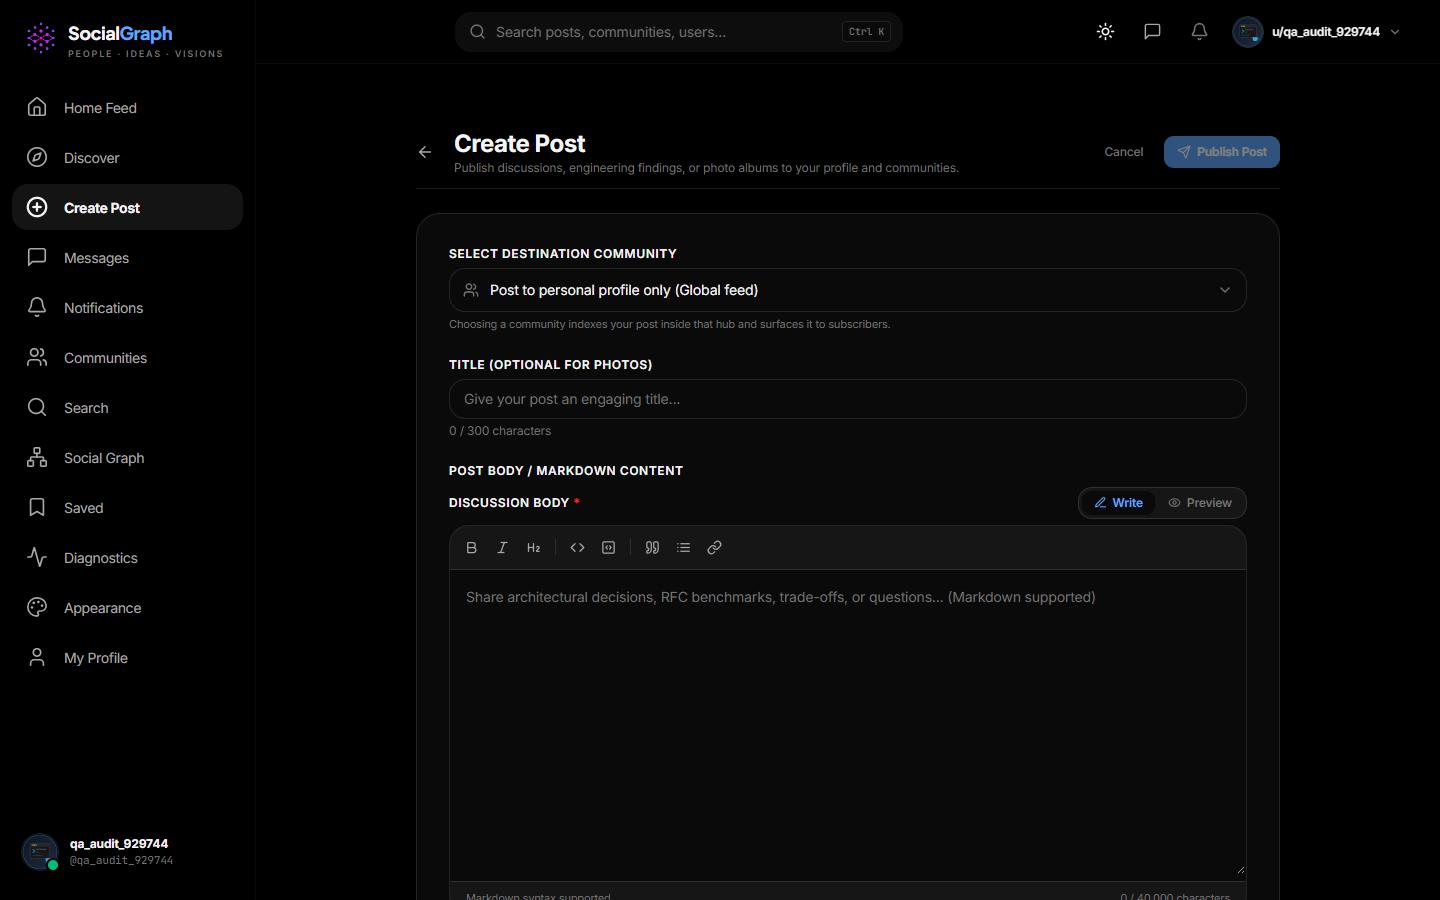 SocialGraph
PEOPLE · IDEAS · VISIONS
Search posts, communities, users...
Ctrl K
u/qa_audit_929744
Home Feed
Discover
Create Post
Messages
Notifications
Communities
Search
Social Graph
Saved
Diagnostics
Appearance
My Profile
qa_audit_929744
@qa_audit_929744
Create Post
Publish discussions, engineering findings, or photo albums to your profile and communities.
Cancel
Publish Post
SELECT DESTINATION COMMUNITY
Post to personal profile only (Global feed)
Choosing a community indexes your post inside that hub and surfaces it to subscribers.
TITLE (OPTIONAL FOR PHOTOS)
Give your post an engaging title...
0 / 300 characters
POST BODY / MARKDOWN CONTENT
DISCUSSION BODY *
Write
Preview
B I H2
Share architectural decisions, RFC benchmarks, trade-offs, or questions... (Markdown supported)
Markdown syntax supported
0 / 40,000 characters